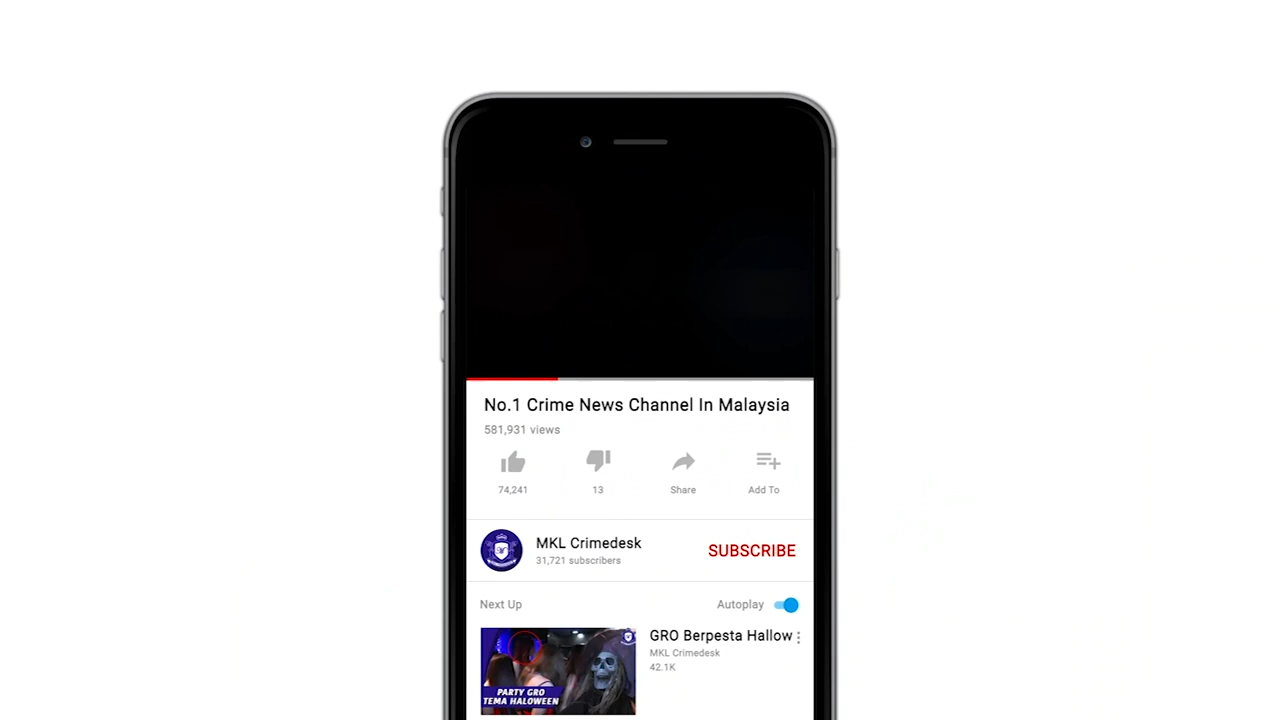 No.1 Crime News Channel In Malaysia
581,931 views
74,241
13
Share
Add To
MKL Crimedesk
31,721 subscribers
SUBSCRIBE
Next Up
Autoplay
GRO Berpesta Hallow
MKL Crimedesk
42.1K
PARTY GRO
TEMA HALOWEEN